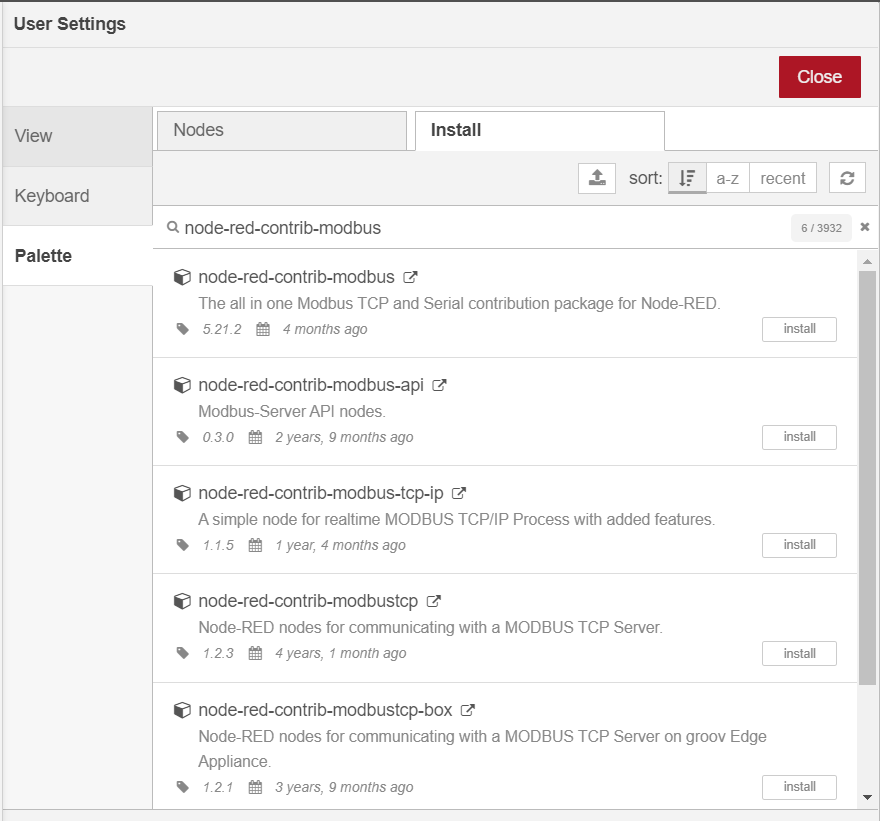 User Settings
Close
View
Keyboard
Palette
Nodes
Install
sort: a-z recent
node-red-contrib-modbus 6 / 3932
node-red-contrib-modbus
The all in one Modbus TCP and Serial contribution package for Node-RED.
5.21.2 4 months ago install
node-red-contrib-modbus-api
Modbus-Server API nodes.
0.3.0 2 years, 9 months ago install
node-red-contrib-modbus-tcp-ip
A simple node for realtime MODBUS TCP/IP Process with added features.
1.1.5 1 year, 4 months ago install
node-red-contrib-modbustcp
Node-RED nodes for communicating with a MODBUS TCP Server.
1.2.3 4 years, 1 month ago install
node-red-contrib-modbustcp-box
Node-RED nodes for communicating with a MODBUS TCP Server on groov Edge
Appliance.
1.2.1 3 years, 9 months ago install